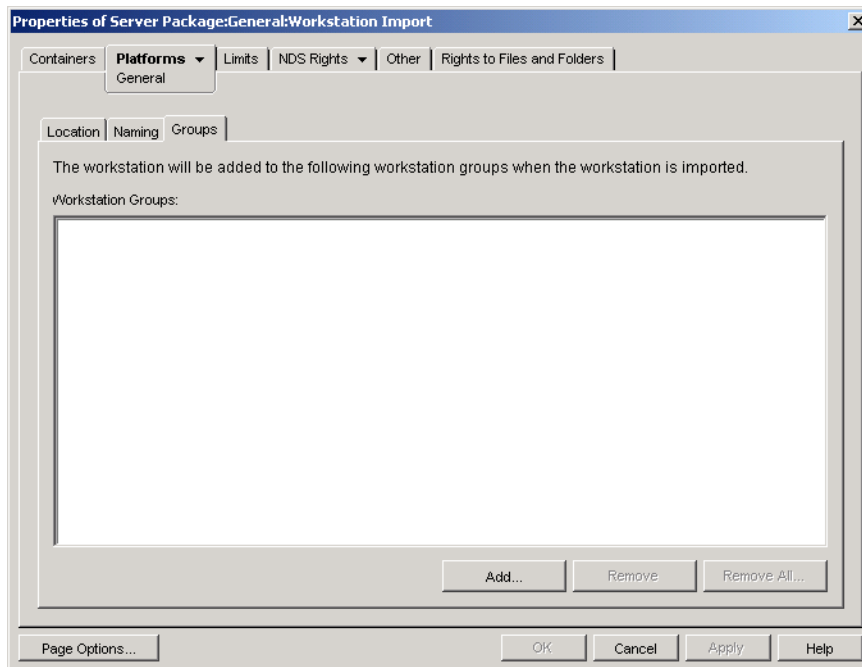 Properties of Server Package:General:Workstation Import
Containers Platforms Limits NDS Rights Other Rights to Files and Folders
General
Location Naming Groups
The workstation will be added to the following workstation groups when the workstation is imported.
Workstation Groups:
Add... Remove Remove All...
Page Options... OK Cancel Apply Help